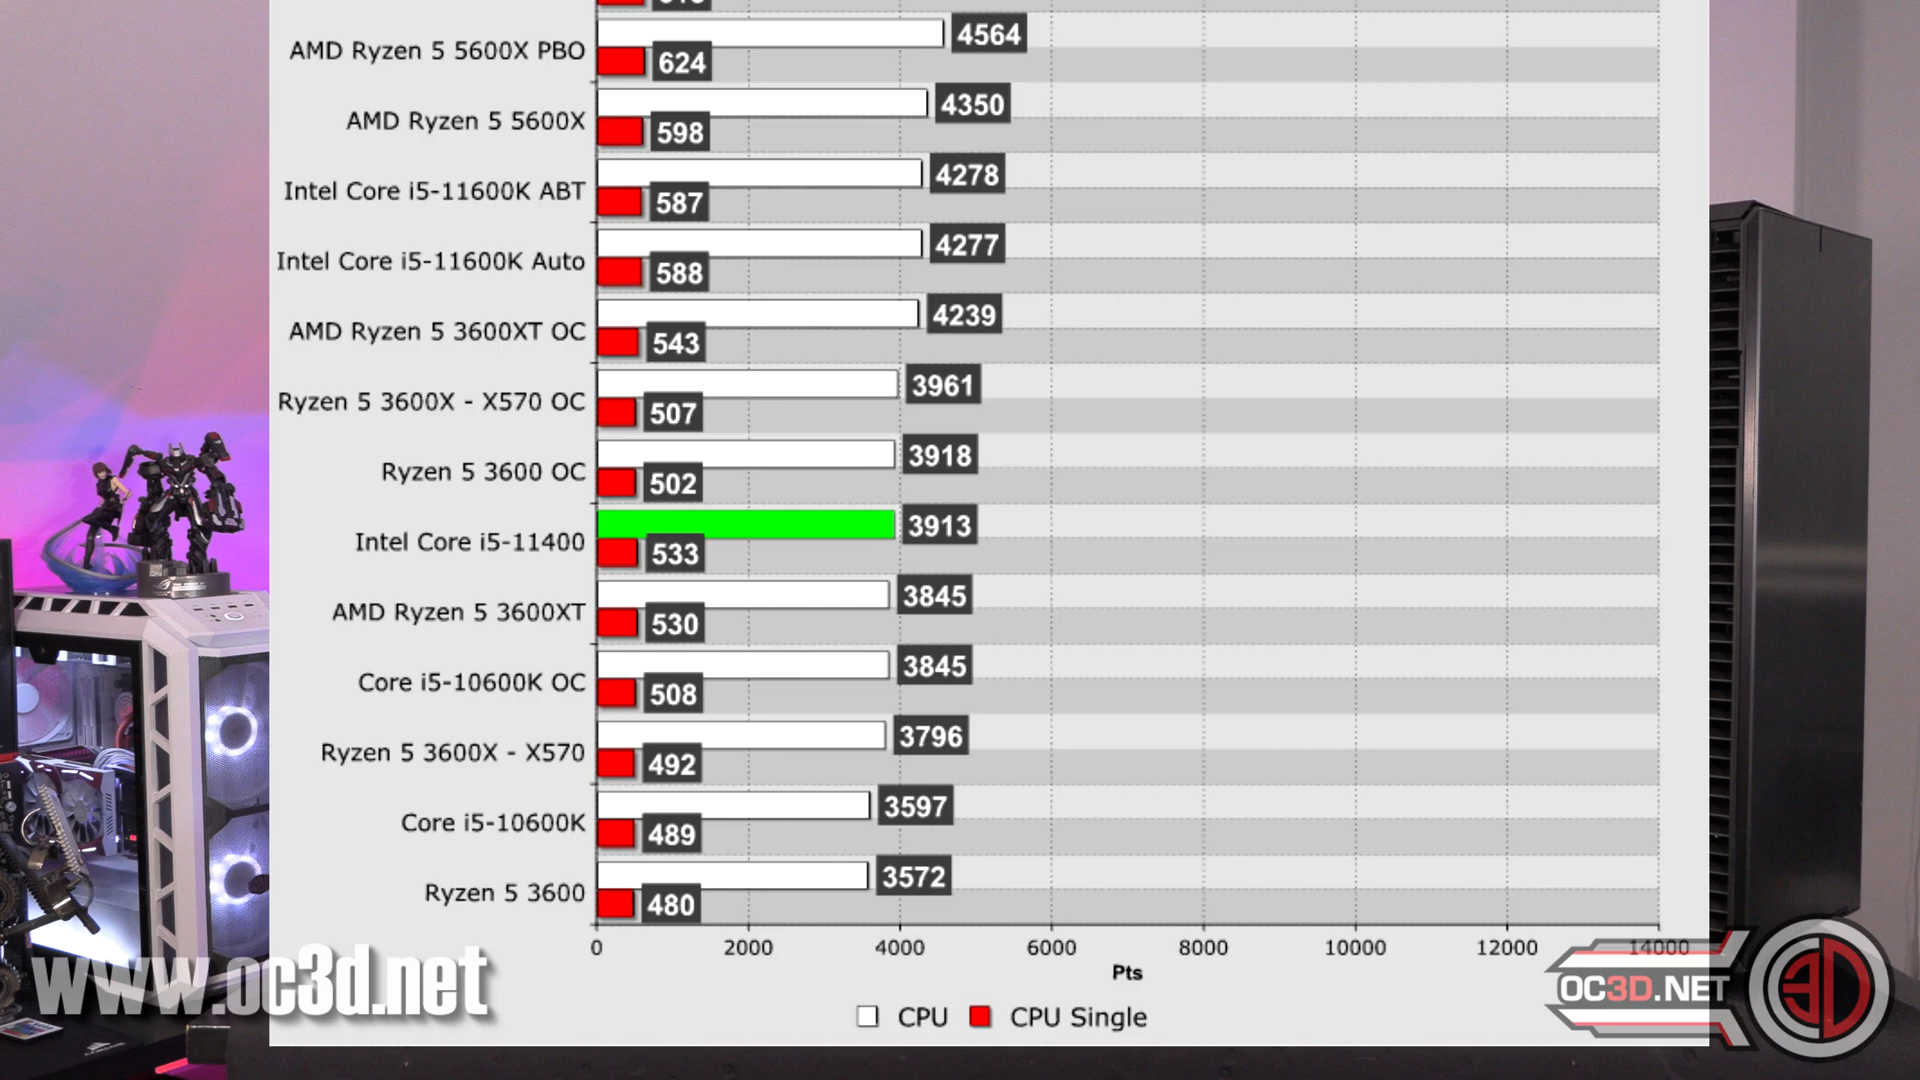 AMD Ryzen 5 5600X PBO 4564
624
AMD Ryzen 5 5600X 4350
598
Intel Core i5-11600K ABT 4278
587
Intel Core i5-11600K Auto 4277
588
AMD Ryzen 5 3600XT OC 4239
543
Ryzen 5 3600X - X570 OC 3961
507
Ryzen 5 3600 OC 3918
502
Intel Core i5-11400 3913
533
AMD Ryzen 5 3600XT 3845
530
Core i5-10600K OC 3845
508
Ryzen 5 3600X - X570 3796
492
Core i5-10600K 3597
489
Ryzen 5 3600 3572
480
0 2000 4000 6000 8000 10000 12000 14000
Pts
CPU CPU Single
www.oc3d.net
OC3D.NET
3D